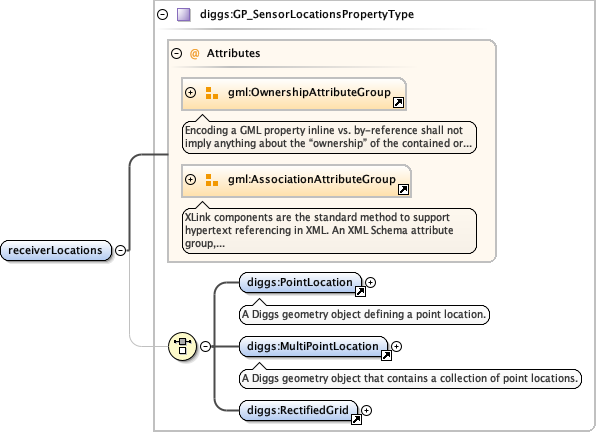 diggs:GP_SensorLocationsPropertyType
@ Attributes
gml:OwnershipAttributeGroup
Encoding a GML property inline vs. by-reference shall not
imply anything about the “ownership” of the contained or...
gml:AssociationAttributeGroup
XLink components are the standard method to support
hypertext referencing in XML. An XML Schema attribute
group,...
receiverLocations
diggs:PointLocation
A Diggs geometry object defining a point location.
diggs:MultiPointLocation
A Diggs geometry object that contains a collection of point locations.
diggs:RectifiedGrid